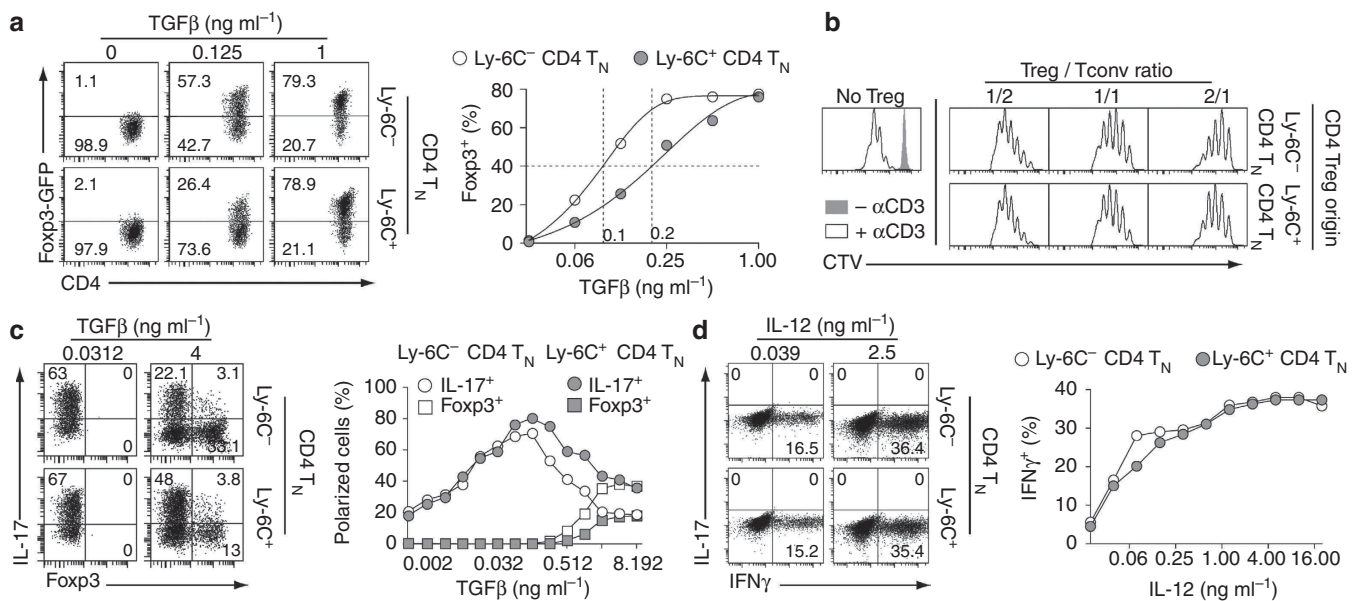 a
TGFβ (ng ml⁻¹)
0 0.125 1
1.1 57.3 79.3
98.9 42.7 20.7
2.1 26.4 78.9
97.9 73.6 21.1
Foxp3-GFP
CD4
Ly-6C⁻
Ly-6C⁺
CD4 T_N
Ly-6C⁻ CD4 T_N Ly-6C⁺ CD4 T_N
Foxp3⁺ (%)
80
60
40
20
0
0.1 0.2
0.06 0.25 1.00
TGFβ (ng ml⁻¹)
b
Treg / Tconv ratio
No Treg 1/2 1/1 2/1
− αCD3
+ αCD3
CTV
Ly-6C⁻
CD4 T_N
Ly-6C⁺
CD4 T_N
CD4 Treg origin
c
TGFβ (ng ml⁻¹)
0.0312 4
63 0 22.1 3.1
0 33.1
67 0 48 3.8
0 13
IL-17
Foxp3
Ly-6C⁻
Ly-6C⁺
CD4 T_N
Ly-6C⁻ CD4 T_N Ly-6C⁺ CD4 T_N
IL-17⁺ IL-17⁺
Foxp3⁺ Foxp3⁺
Polarized cells (%)
100
80
60
40
20
0
0.002 0.032 0.512 8.192
TGFβ (ng ml⁻¹)
d
IL-12 (ng ml⁻¹)
0.039 2.5
0 0 0 0
16.5 36.4
0 0 0 0
15.2 35.4
IL-17
IFNγ
Ly-6C⁻
Ly-6C⁺
CD4 T_N
Ly-6C⁻ CD4 T_N Ly-6C⁺ CD4 T_N
IFNγ⁺ (%)
40
30
20
10
0
0.06 0.25 1.00 4.00 16.00
IL-12 (ng ml⁻¹)